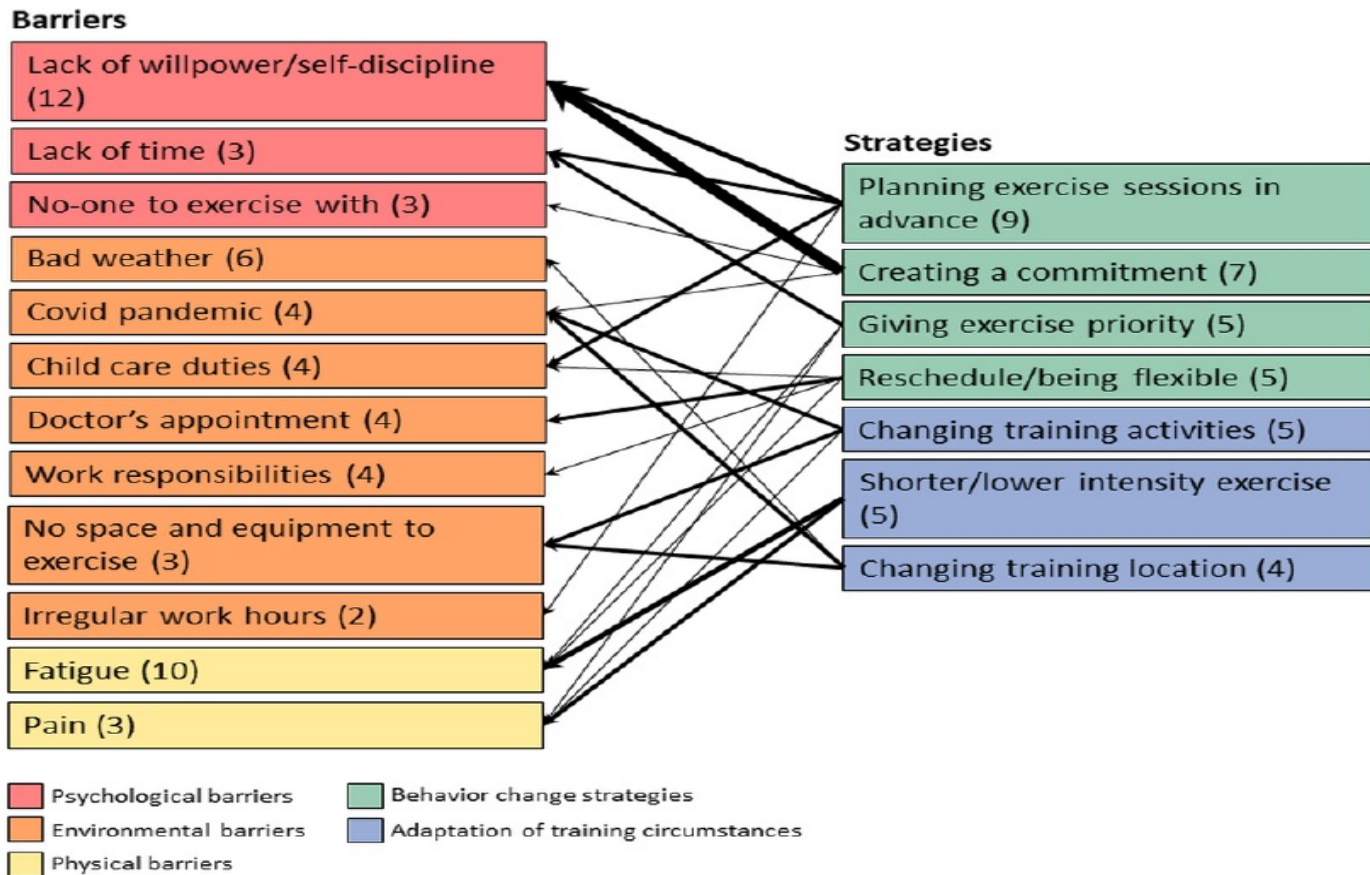 Barriers
Lack of willpower/self-discipline
(12)
Lack of time (3)
No-one to exercise with (3)
Bad weather (6)
Covid pandemic (4)
Child care duties (4)
Doctor's appointment (4)
Work responsibilities (4)
No space and equipment to
exercise (3)
Irregular work hours (2)
Fatigue (10)
Pain (3)
Strategies
Planning exercise sessions in
advance (9)
Creating a commitment (7)
Giving exercise priority (5)
Reschedule/being flexible (5)
Changing training activities (5)
Shorter/lower intensity exercise
(5)
Changing training location (4)
Psychological barriers
Environmental barriers
Physical barriers
Behavior change strategies
Adaptation of training circumstances